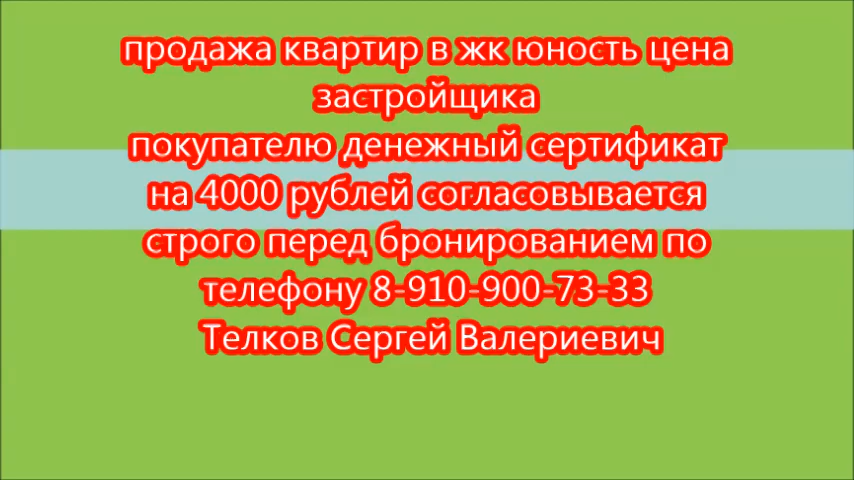 продажа квартир в жк юность цена
застройщика
покупателю денежный сертификат
на 4000 рублей согласовывается
строго перед бронированием по
телефону 8-910-900-73-33
Телков Сергей Валериевич